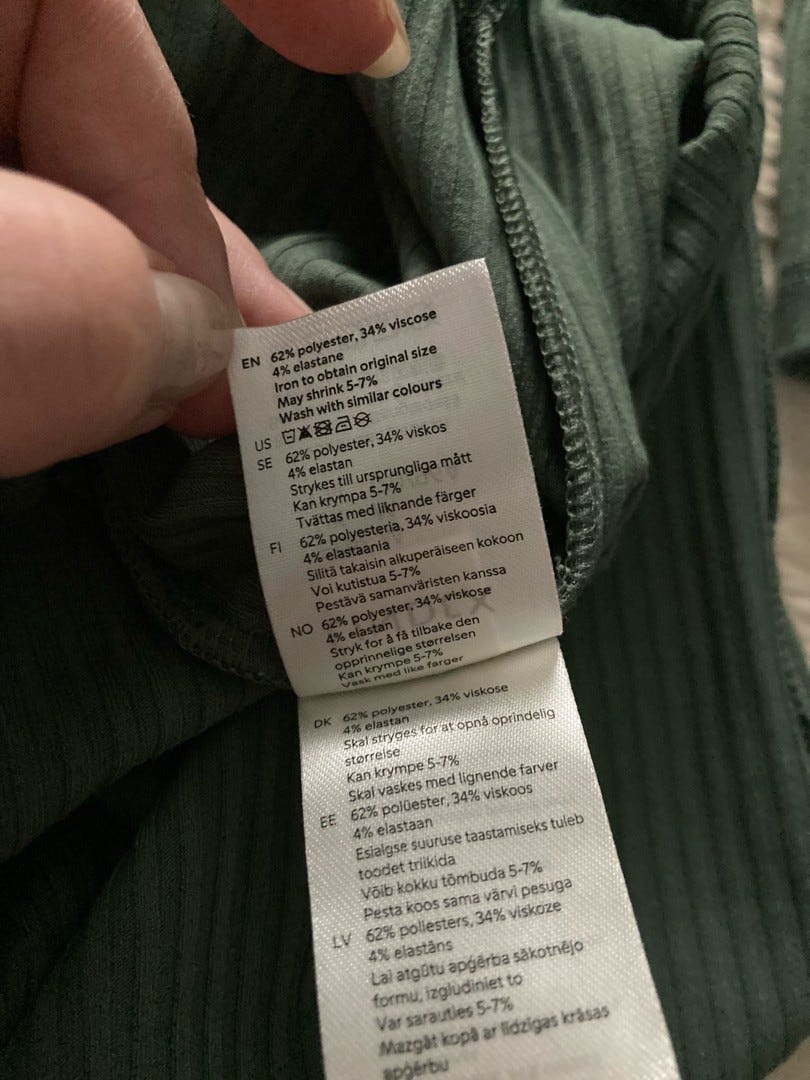 EN 62% polyester, 34% viscose
4% elastane
Iron to obtain original size
May shrink 5-7%
Wash with similar colours
US
SE 62% polyester, 34% viskos
4% elastan
Strykes till ursprungliga mått
Kan krympa 5-7%
Tvättas med liknande färger
FI 62% polyesteria, 34% viskoosia
4% elastaania
Silitä takaisin alkuperäiseen kokoon
Voi kutistua 5-7%
Pestävä samanväristen kanssa
NO 62% polyester, 34% viskose
4% elastan
Stryk for å få tilbake den
opprinnelige størrelsen
Kan krympe 5-7%
Vask med like farger
DK 62% polyester, 34% viskose
4% elastan
Skal stryges for at opnå oprindelig
størrelse
Kan krympe 5-7%
Skal vaskes med lignende farver
EE 62% polüester, 34% viskoos
4% elastaan
Esialgse suuruse taastamiseks tuleb
toodet triikida
Võib kokku tõmbuda 5-7%
Pesta koos sama värvi pesuga
LV 62% poliesters, 34% viskoze
4% elastāns
Lai atgūtu apģērba sākotnējo
formu, izgludiniet to
Var sarauties 5-7%
Mazgāt kopā ar līdzīgas krāsas
apģērbu